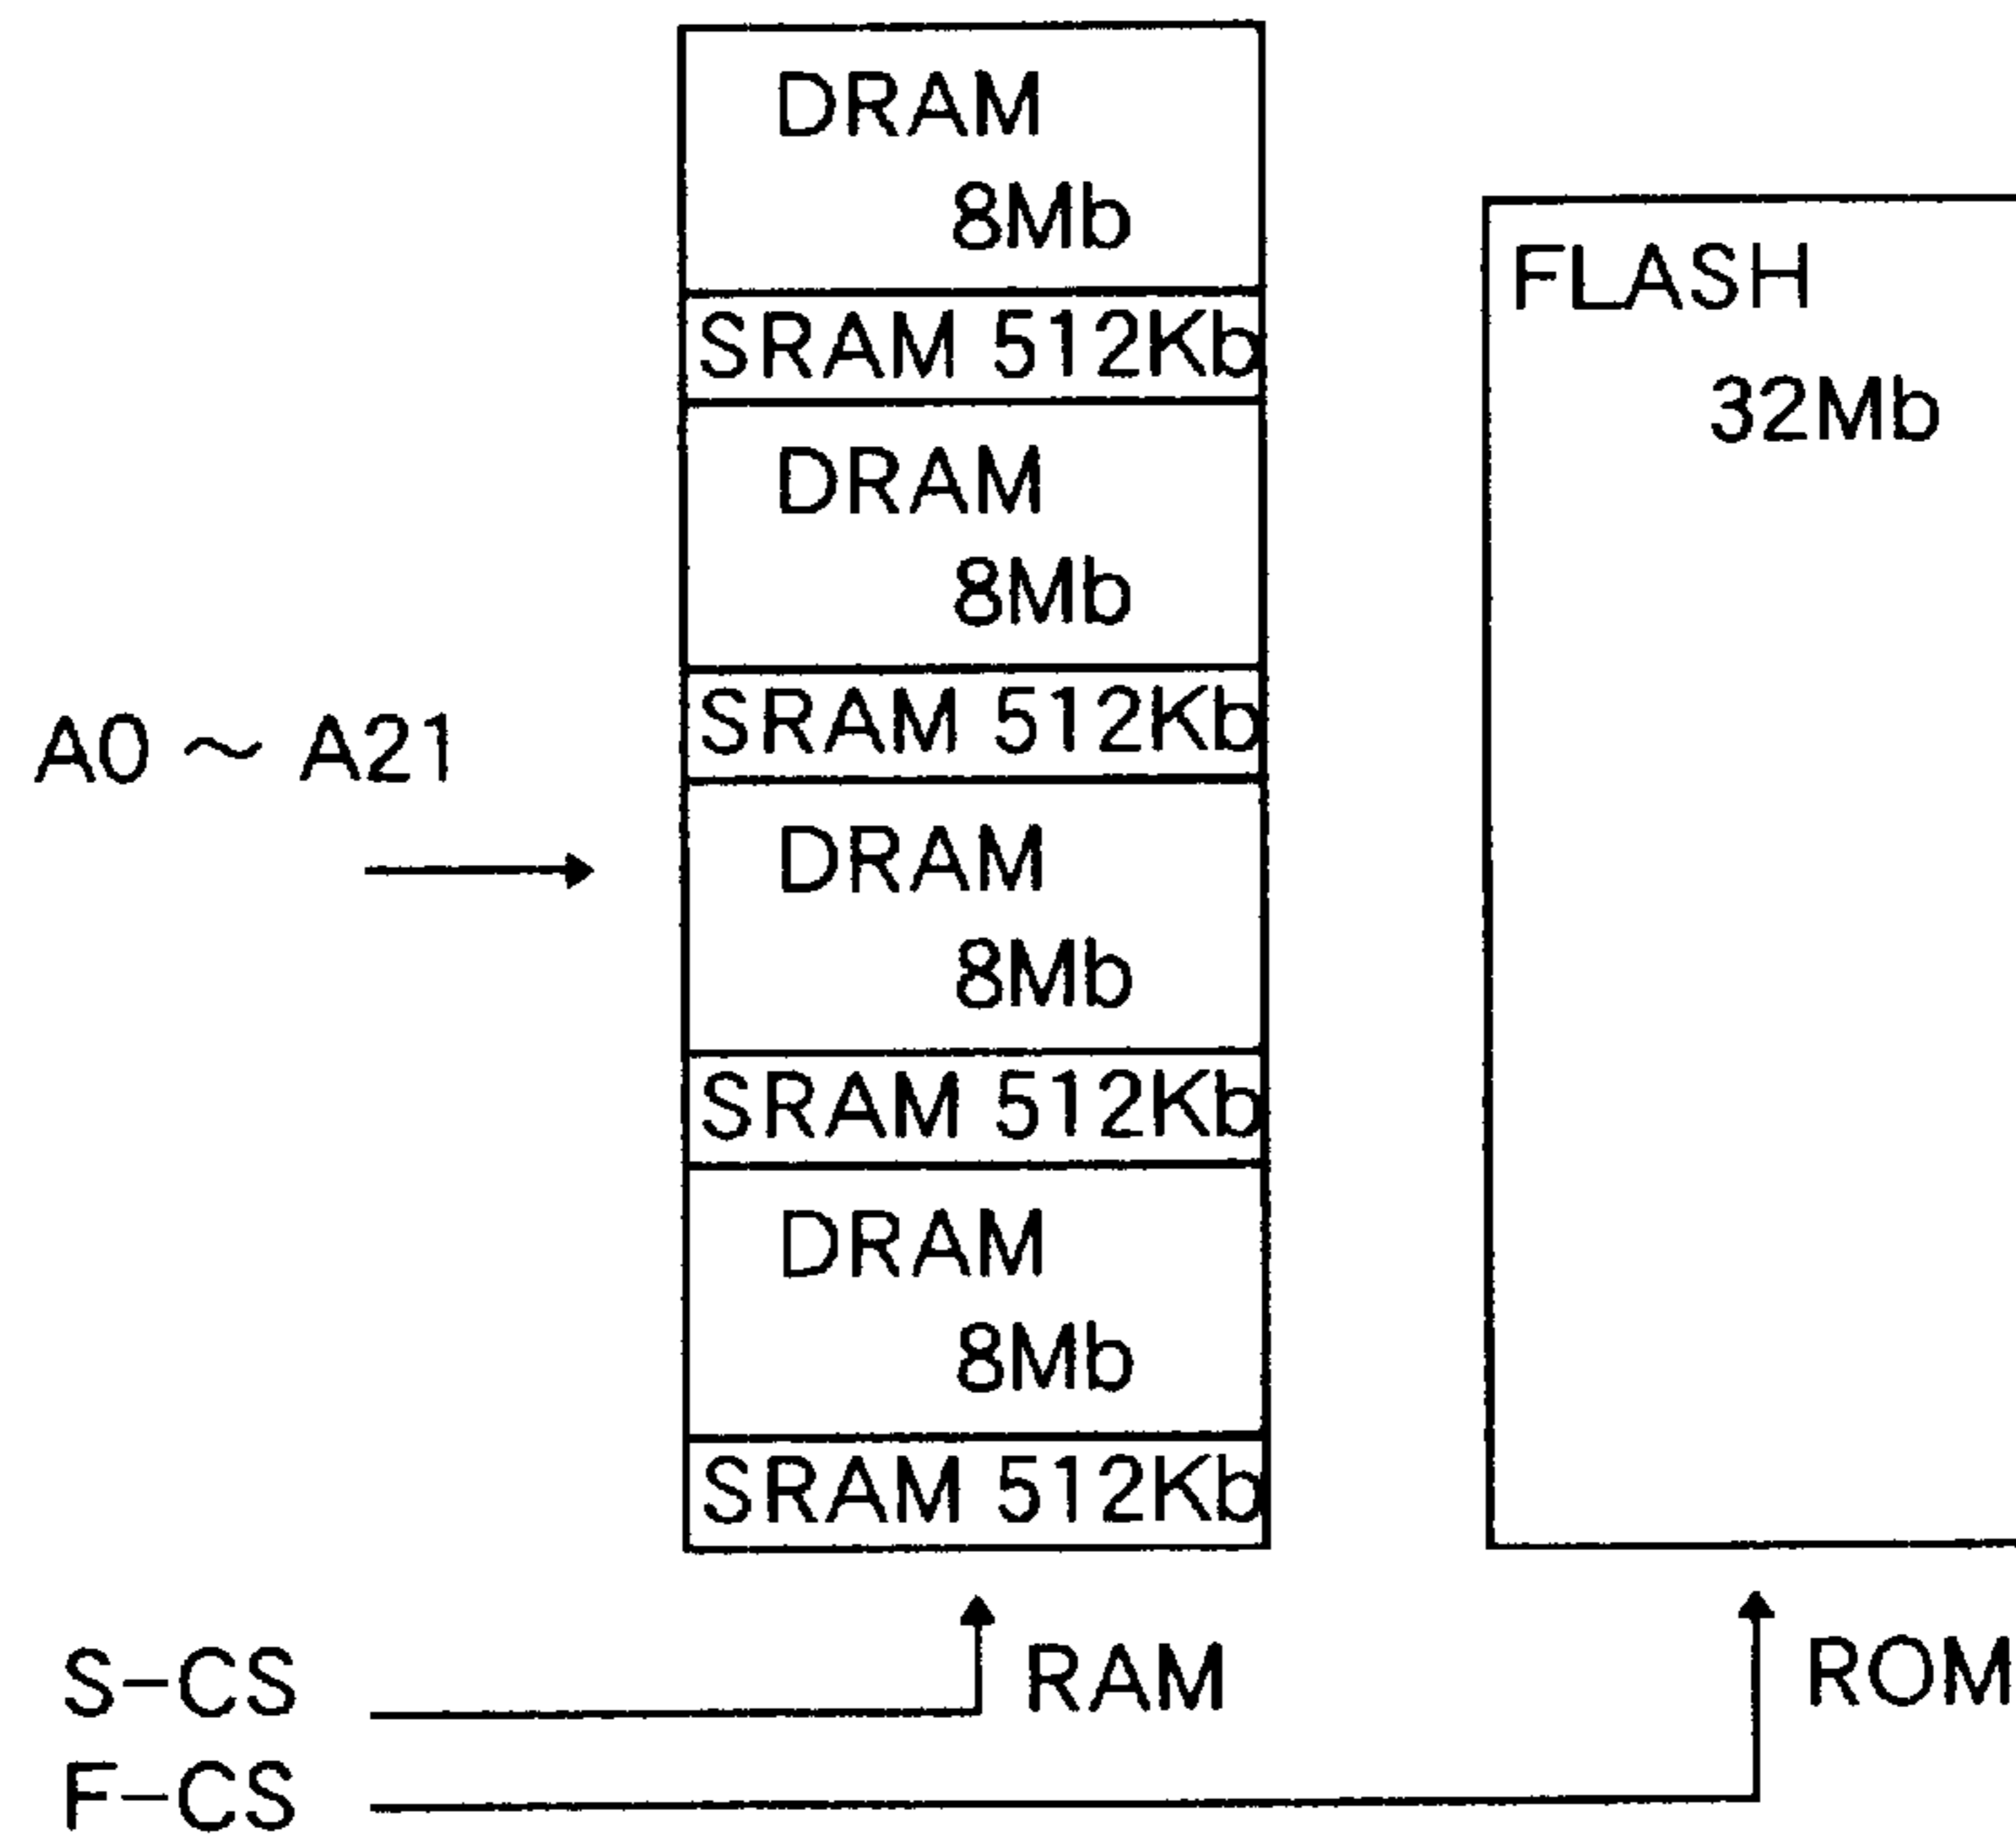 DRAM
8Mb
SRAM 512Kb
DRAM
8Mb
SRAM 512Kb
DRAM
8Mb
SRAM 512Kb
DRAM
8Mb
SRAM 512Kb
FLASH
32Mb
A0 ~ A21
S-CS
RAM
ROM
F-CS